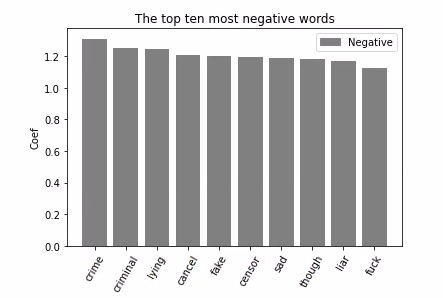 The top ten most negative words
Negative
1.2
1.0
0.8
0.6
0.4
0.2
0.0
Coef
crime
criminal
lying
cancel
fake
censor
sad
though
liar
fuck